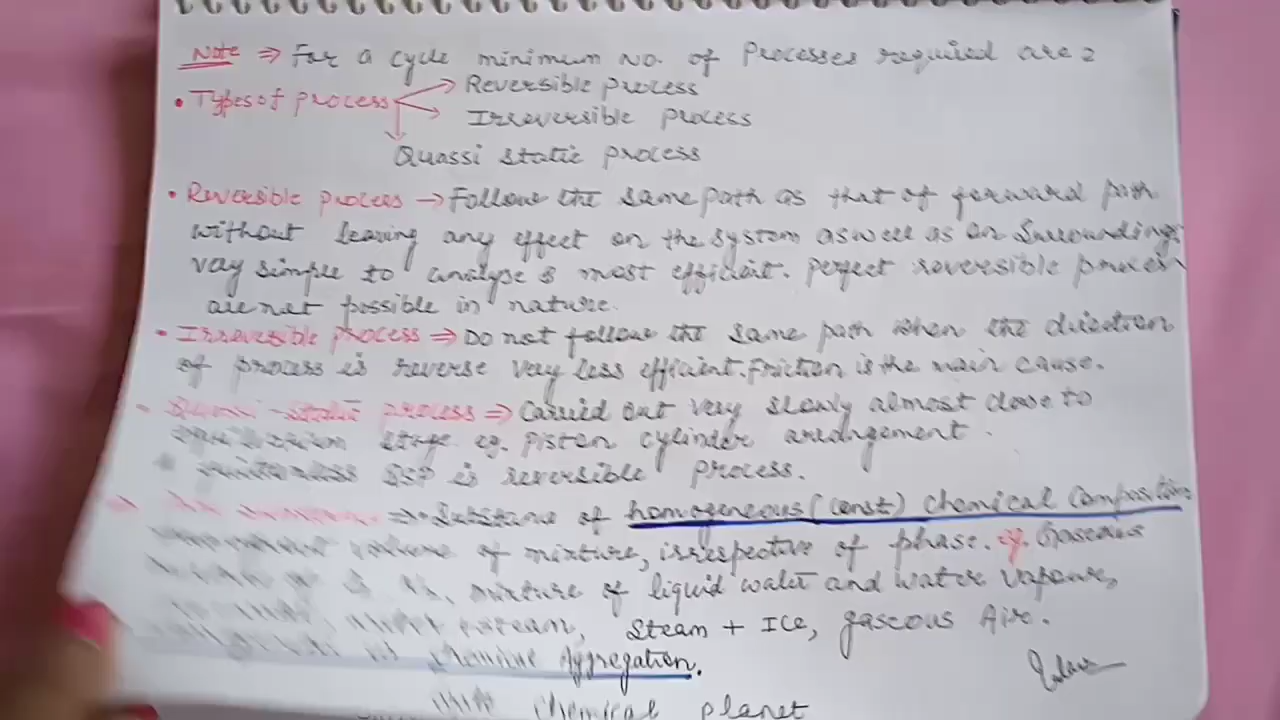 Note ⇒ For a cycle minimum No. of Processes required are 2
• Types of process → Reversible process
→ Irreversible process
Quassi static process
• Reversible process → Follow the same path as that of forward path
without leaving any effect on the system aswell as on Surroundings
vay simple to analyse & most efficient. perfect reversible process
are not possible in nature.
• Irreversible process ⇒ Do not follow the same path when the direction
of process is reverse very less efficient. Friction is the main cause.
Quassi-static process ⇒ Carried out very slowly almost close to
stage eg. piston cylinder arrangement.
QSP is reversible process.
⇒ Substance of homogeneous (const) chemical composition
volume of mixture, irrespective of phase. eg. Gaseous
mixture of liquid water and water vapour,
steam, Steam + Ice, gaseous Air.
Aggregation.
chemical planet